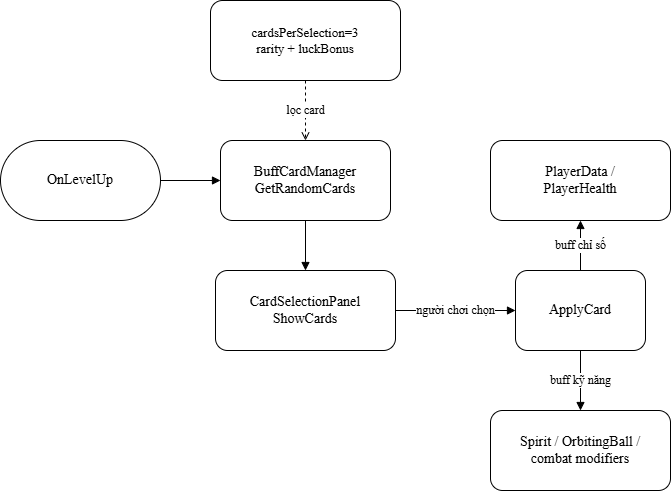 cardsPerSelection=3
rarity + luckBonus
lọc card
OnLevelUp
BuffCardManager
GetRandomCards
PlayerData /
PlayerHealth
buff chỉ số
CardSelectionPanel
ShowCards
người chơi chọn
ApplyCard
buff kỹ năng
Spirit / OrbitingBall /
combat modifiers